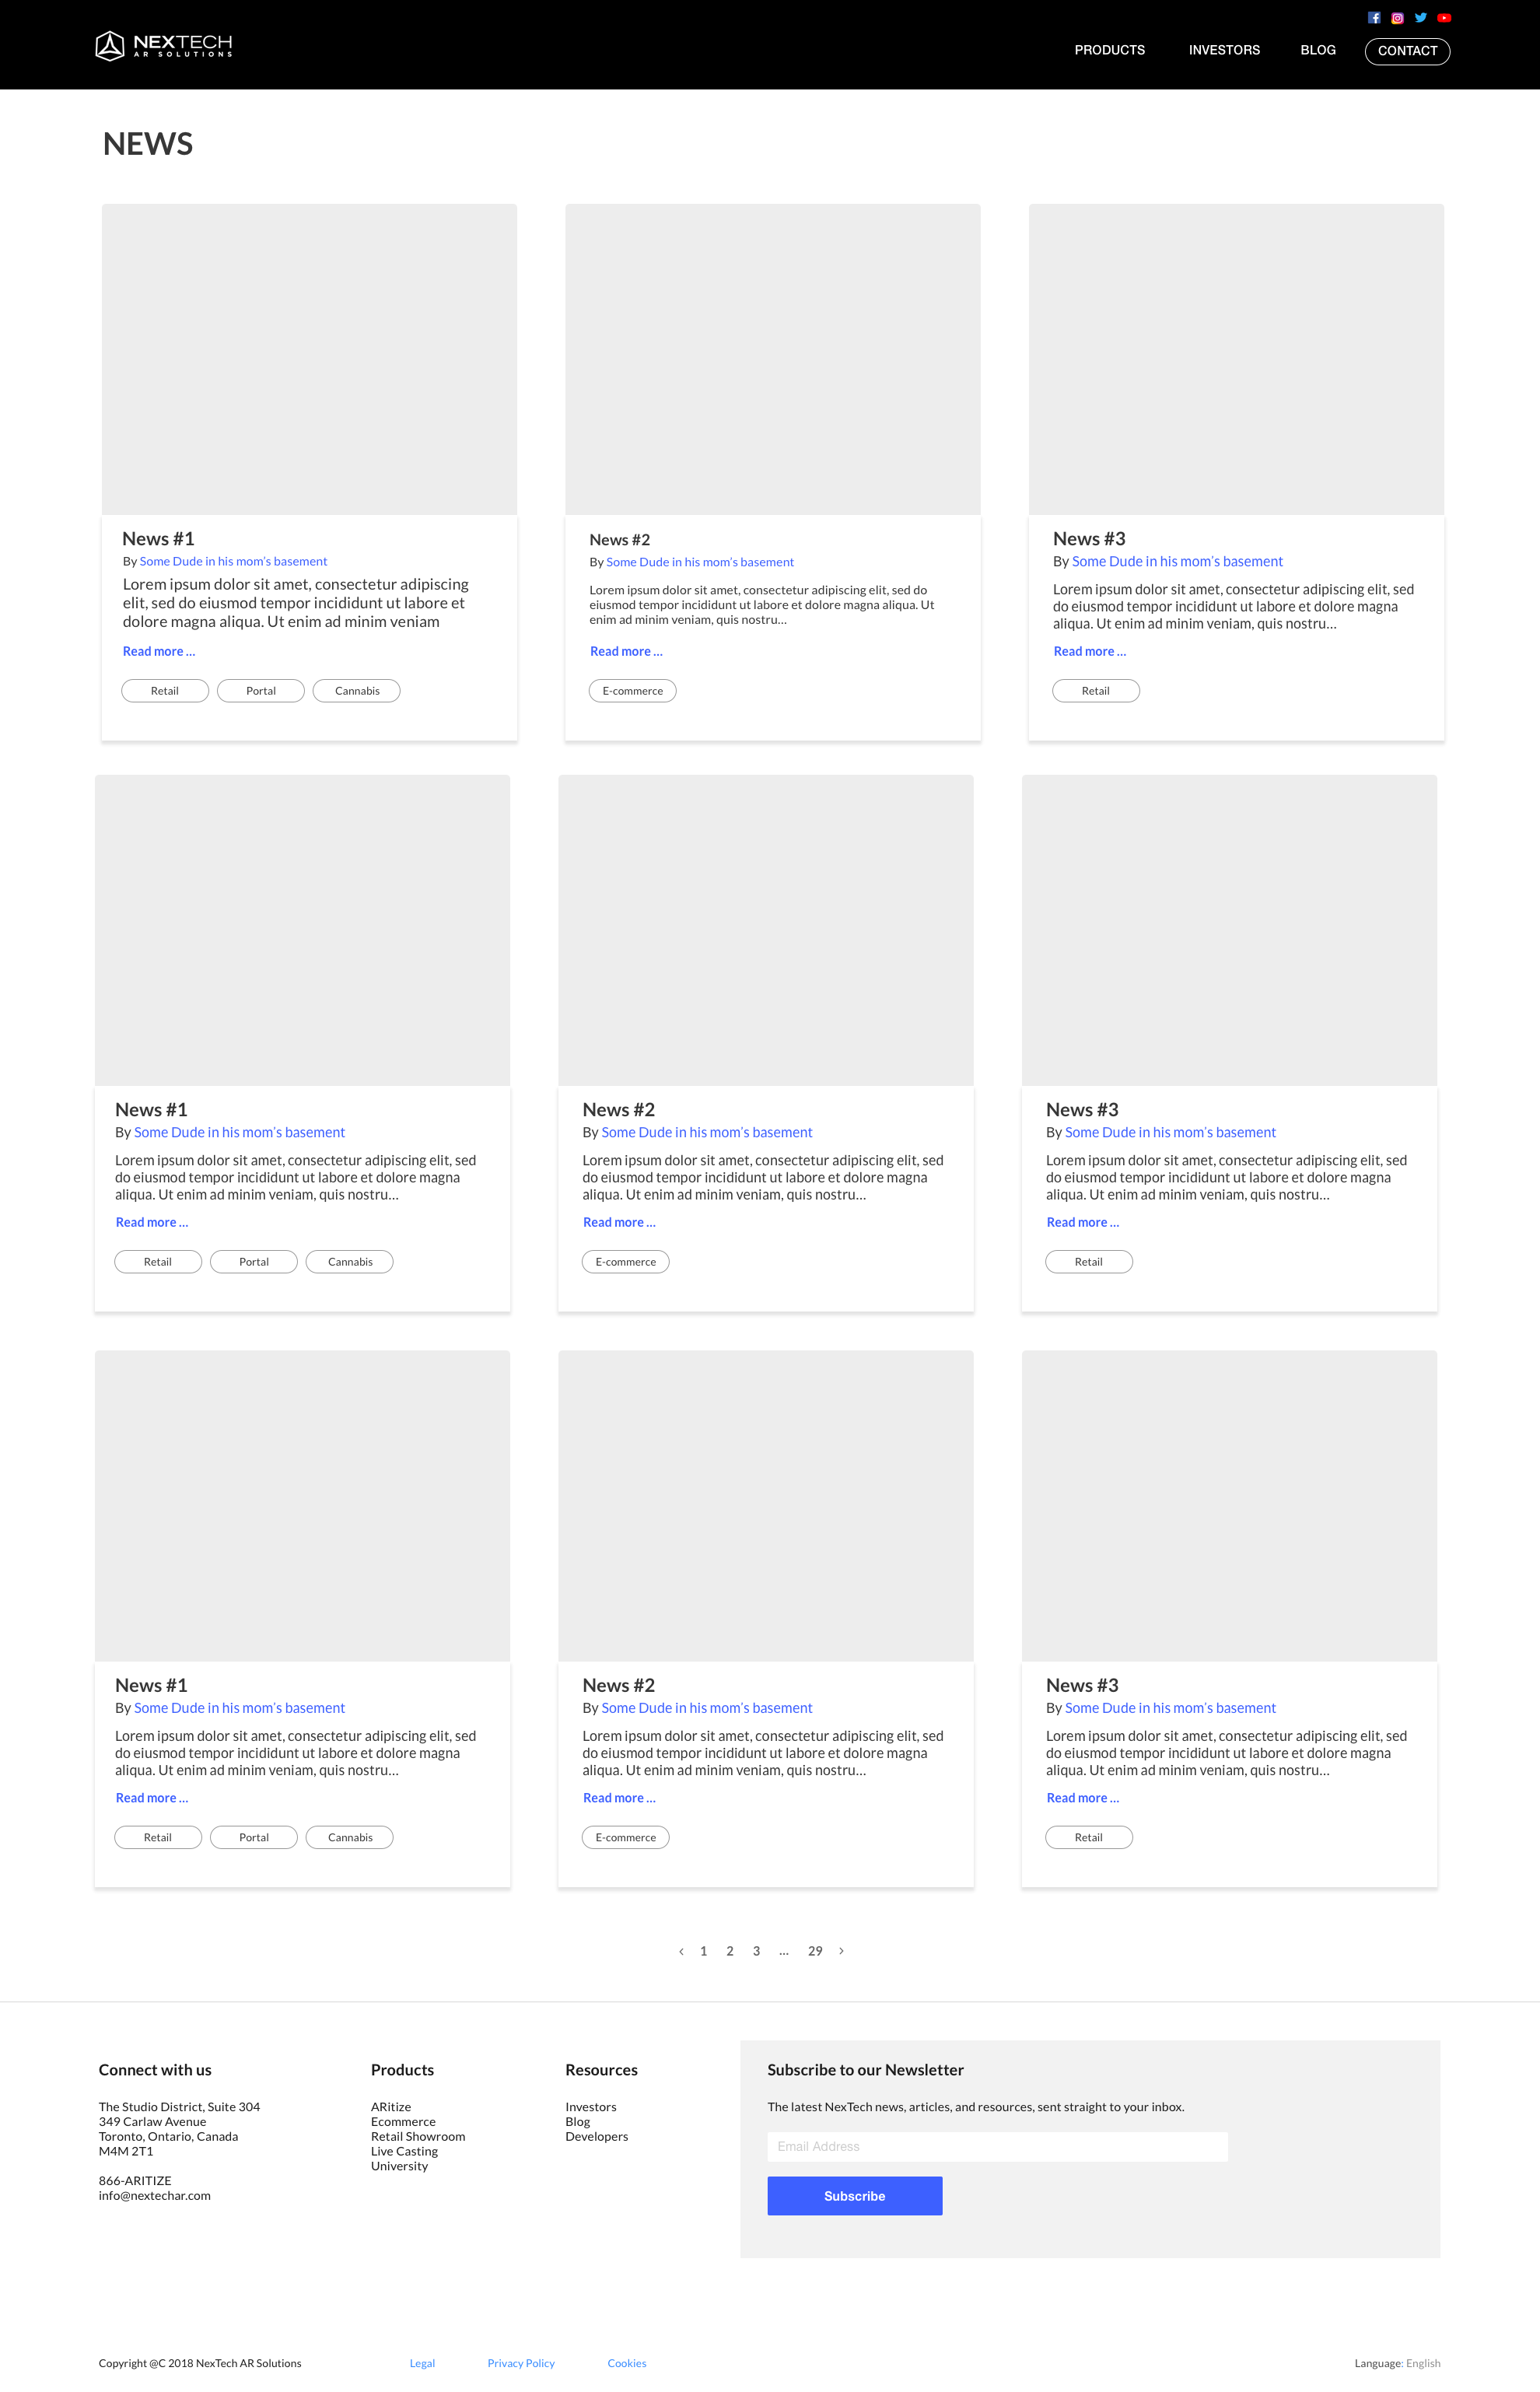 NEXTECH
AR SOLUTIONS
PRODUCTS
INVESTORS
BLOG
CONTACT
NEWS
News #1
By Some Dude in his mom's basement
Lorem ipsum dolor sit amet, consectetur adipiscing
elit, sed do eiusmod tempor incididunt ut labore et
dolore magna aliqua. Ut enim ad minim veniam
Read more ...
Retail
Portal
Cannabis
News #2
By Some Dude in his mom's basement
Lorem ipsum dolor sit amet, consectetur adipiscing elit, sed do
eiusmod tempor incididunt ut labore et dolore magna aliqua. Ut
enim ad minim veniam, quis nostru...
Read more ...
E-commerce
News #3
By Some Dude in his mom's basement
Lorem ipsum dolor sit amet, consectetur adipiscing elit, sed
do eiusmod tempor incididunt ut labore et dolore magna
aliqua. Ut enim ad minim veniam, quis nostru...
Read more ...
Retail
News #1
By Some Dude in his mom's basement
Lorem ipsum dolor sit amet, consectetur adipiscing elit, sed
do eiusmod tempor incididunt ut labore et dolore magna
aliqua. Ut enim ad minim veniam, quis nostru...
Read more ...
Retail
Portal
Cannabis
News #2
By Some Dude in his mom's basement
Lorem ipsum dolor sit amet, consectetur adipiscing elit, sed
do eiusmod tempor incididunt ut labore et dolore magna
aliqua. Ut enim ad minim veniam, quis nostru...
Read more ...
E-commerce
News #3
By Some Dude in his mom's basement
Lorem ipsum dolor sit amet, consectetur adipiscing elit, sed
do eiusmod tempor incididunt ut labore et dolore magna
aliqua. Ut enim ad minim veniam, quis nostru...
Read more ...
Retail
News #1
By Some Dude in his mom's basement
Lorem ipsum dolor sit amet, consectetur adipiscing elit, sed
do eiusmod tempor incididunt ut labore et dolore magna
aliqua. Ut enim ad minim veniam, quis nostru...
Read more ...
Retail
Portal
Cannabis
News #2
By Some Dude in his mom's basement
Lorem ipsum dolor sit amet, consectetur adipiscing elit, sed
do eiusmod tempor incididunt ut labore et dolore magna
aliqua. Ut enim ad minim veniam, quis nostru...
Read more ...
E-commerce
News #3
By Some Dude in his mom's basement
Lorem ipsum dolor sit amet, consectetur adipiscing elit, sed
do eiusmod tempor incididunt ut labore et dolore magna
aliqua. Ut enim ad minim veniam, quis nostru...
Read more ...
Retail
‹ 1 2 3 ... 29 ›
Connect with us
The Studio District, Suite 304
349 Carlaw Avenue
Toronto, Ontario, Canada
M4M 2T1
866-ARITIZE
info@nextechar.com
Products
ARitize
Ecommerce
Retail Showroom
Live Casting
University
Resources
Investors
Blog
Developers
Subscribe to our Newsletter
The latest NexTech news, articles, and resources, sent straight to your inbox.
Email Address
Subscribe
Copyright @C 2018 NexTech AR Solutions
Legal
Privacy Policy
Cookies
Language: English